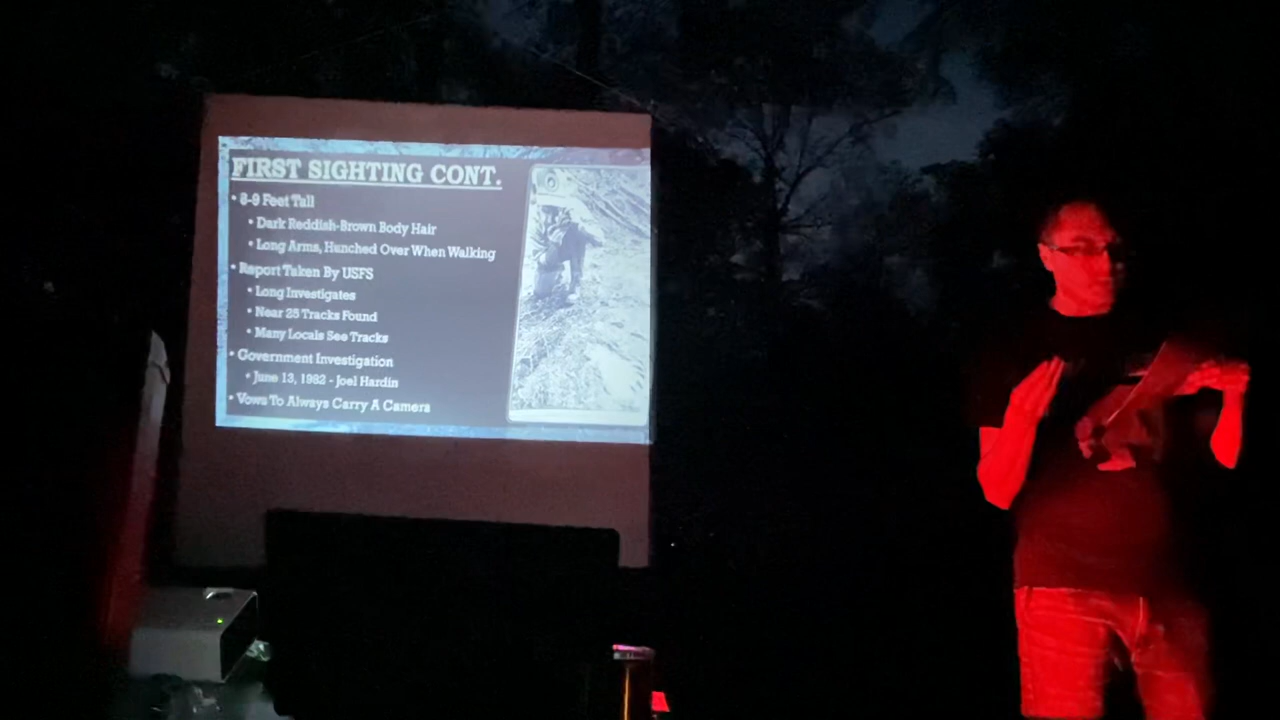 FIRST SIGHTING CONT.
• 8-9 Feet Tall
• Dark Reddish-Brown Body Hair
• Long Arms, Hunched Over When Walking
• Report Taken By USFS
• Long Investigates
• Near 25 Tracks Found
• Many Locals See Tracks
• Government Investigation
• June 13, 1982 - Joel Hardin
• Vows To Always Carry A Camera